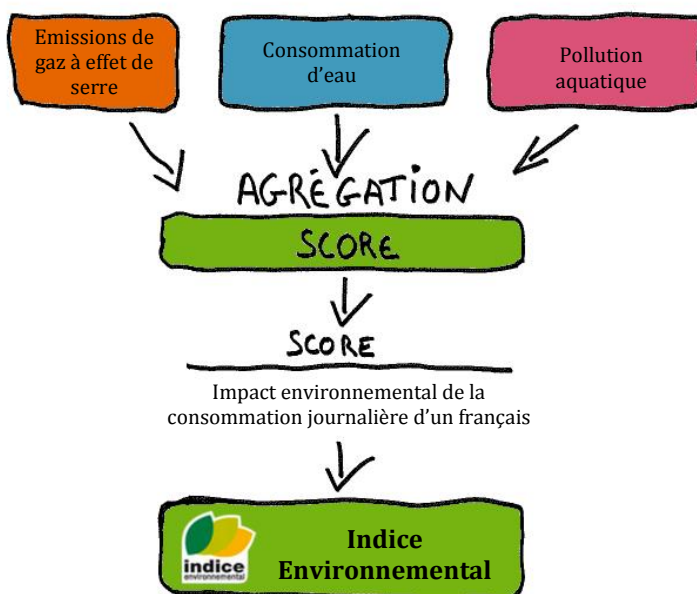 Emissions de
gaz à effet de
serre
Consommation
d'eau
Pollution
aquatique
AGRÉGATION
SCORE
SCORE
Impact environnemental de la
consommation journalière d'un français
indice
environnemental
Indice
Environnemental